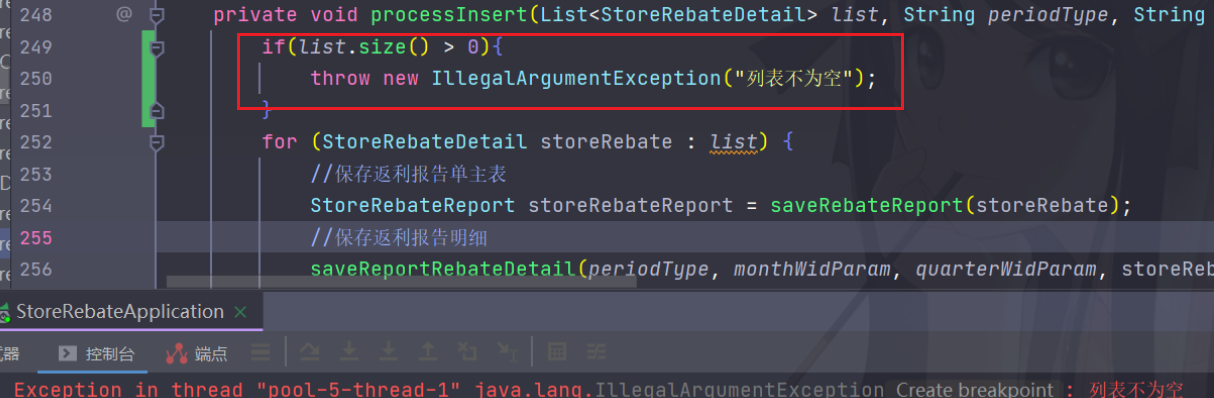 248 @ private void processInsert(List<StoreRebateDetail> list, String periodType, String
249 if(list.size() > 0){
250 throw new IllegalArgumentException("列表不为空");
251 }
252 for (StoreRebateDetail storeRebate : list) {
253 //保存返利报告单主表
254 StoreRebateReport storeRebateReport = saveRebateReport(storeRebate);
255 //保存返利报告明细
256 saveReportRebateDetail(periodType, monthWidParam, quarterWidParam, storeReb
StoreRebateApplication ×
控制台 端点
Exception in thread "pool-5-thread-1" java.lang.IllegalArgumentException Create breakpoint : 列表不为空